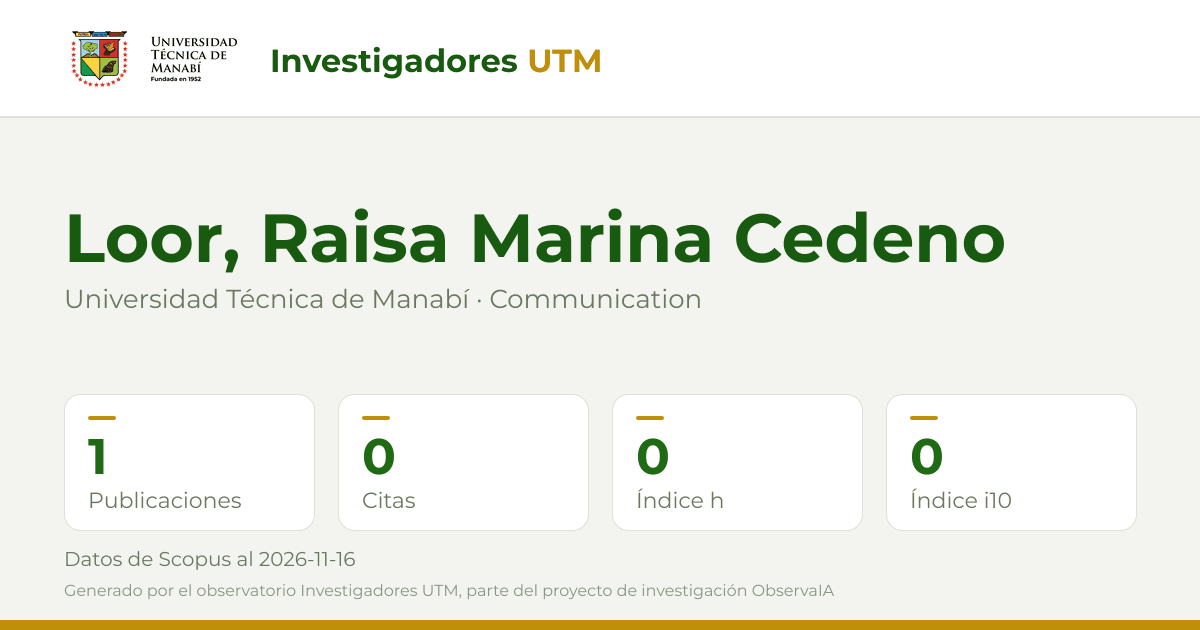 UNIVERSIDAD
TÉCNICA DE
MANABÍ
Fundada en 1952
Investigadores UTM
Loor, Raisa Marina Cedeno
Universidad Técnica de Manabí · Communication
1
Publicaciones
0
Citas
0
Índice h
0
Índice i10
Datos de Scopus al 2026-11-16
Generado por el observatorio Investigadores UTM, parte del proyecto de investigación ObservaIA